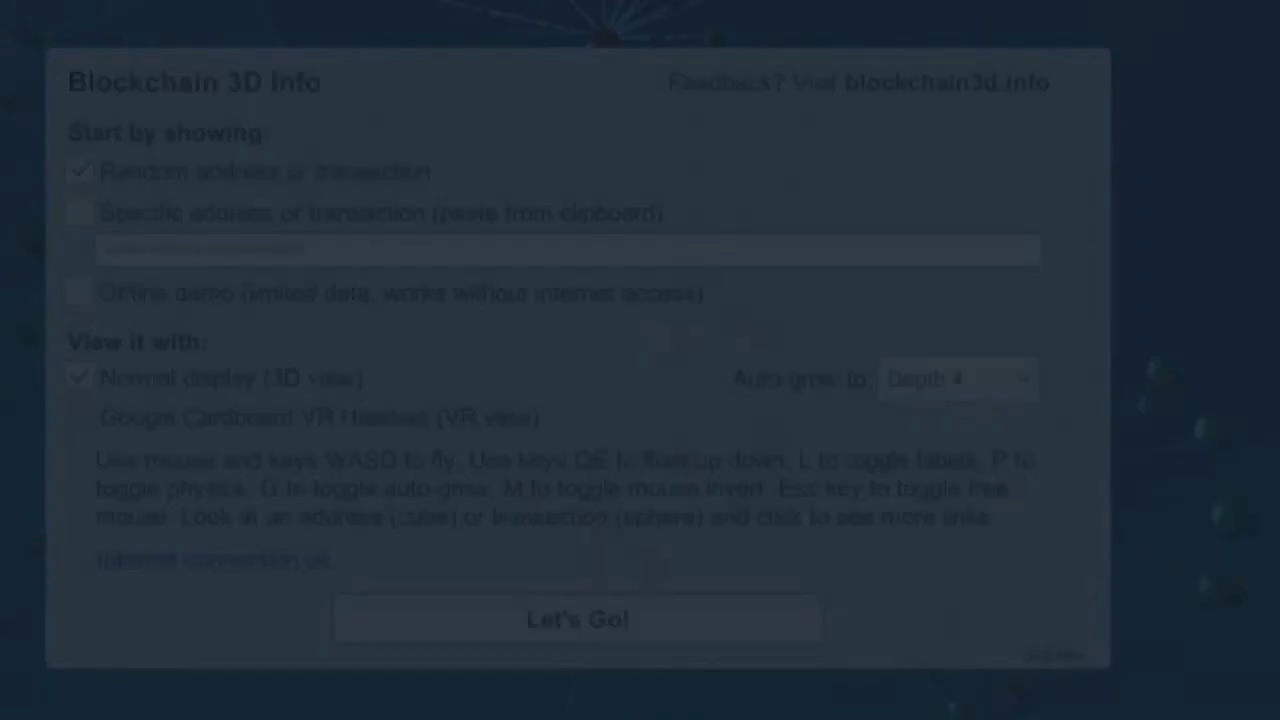 Blockchain 3D Info
Feedback? Visit blockchain3d.info
Start by showing:
Random address or transaction
Specific address or transaction (paste from clipboard)
Offline demo (limited data, works without internet access)
View it with:
Normal display (3D view)
Auto grow to: Depth 4
Google Cardboard VR Headset (VR view)
Use mouse and keys WASD to fly. Use keys QE to float up down, L to toggle labels, P to
toggle physics, G to toggle auto-grow, M to toggle mouse invert. Esc key to toggle free
mouse. Look at an address (cube) or transaction (sphere) and click to see more links.
Internet connection ok.
Let's Go!